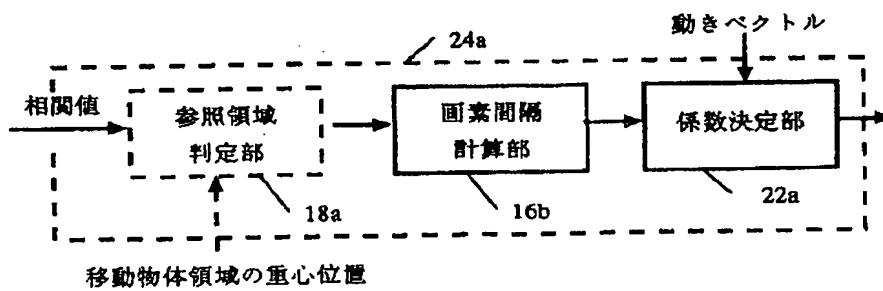 24a
動きベクトル
相関値
参照領域
判定部
画素間隔
計算部
係数決定部
18a
16b
22a
移動物体領域の重心位置